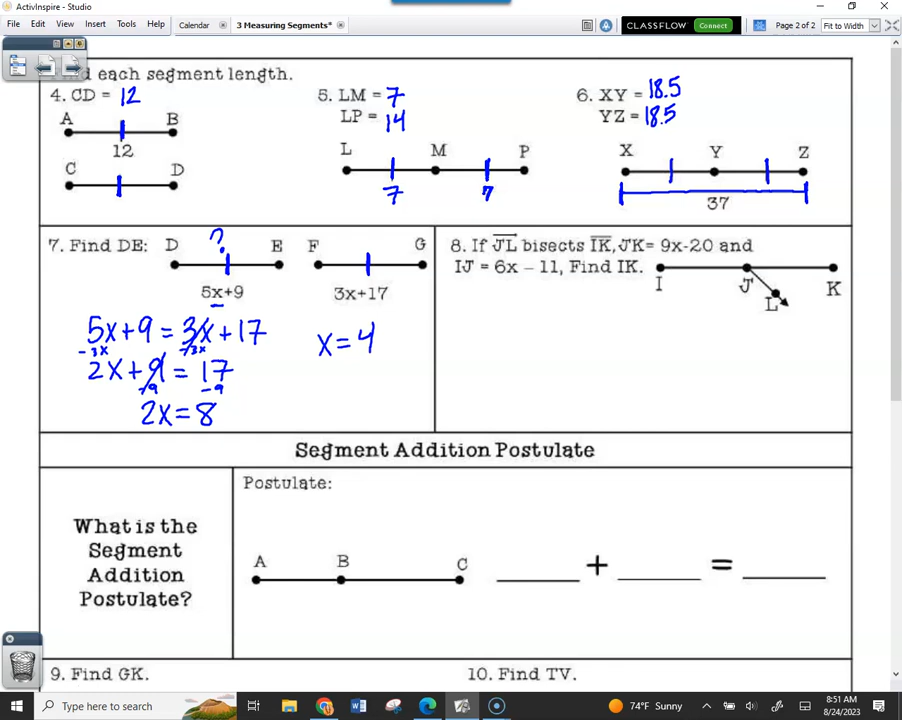 ActivInspire - Studio
File Edit View Insert Tools Help
Calendar 3 Measuring Segments*
CLASSFLOW Connect
Page 2 of 2 Fit to Width
each segment length.
4. CD = 12
A B
12
C D
5. LM = 7
LP = 14
L M P
7 7
6. XY = 18.5
YZ = 18.5
X Y Z
37
7. Find DE: D ? E F G
5x+9 3x+17
5x+9 = 3x+17
-3x -3x
2x+9 = 17
-9 -9
2x = 8
x = 4
8. If JL bisects IK, JK= 9x-20 and
IJ = 6x – 11, Find IK.
I J K
L
Segment Addition Postulate
What is the
Segment
Addition
Postulate?
Postulate:
A B C
_____ + _____ = _____
9. Find GK.
10. Find TV.
Type here to search
74°F Sunny
8:51 AM
8/24/2023